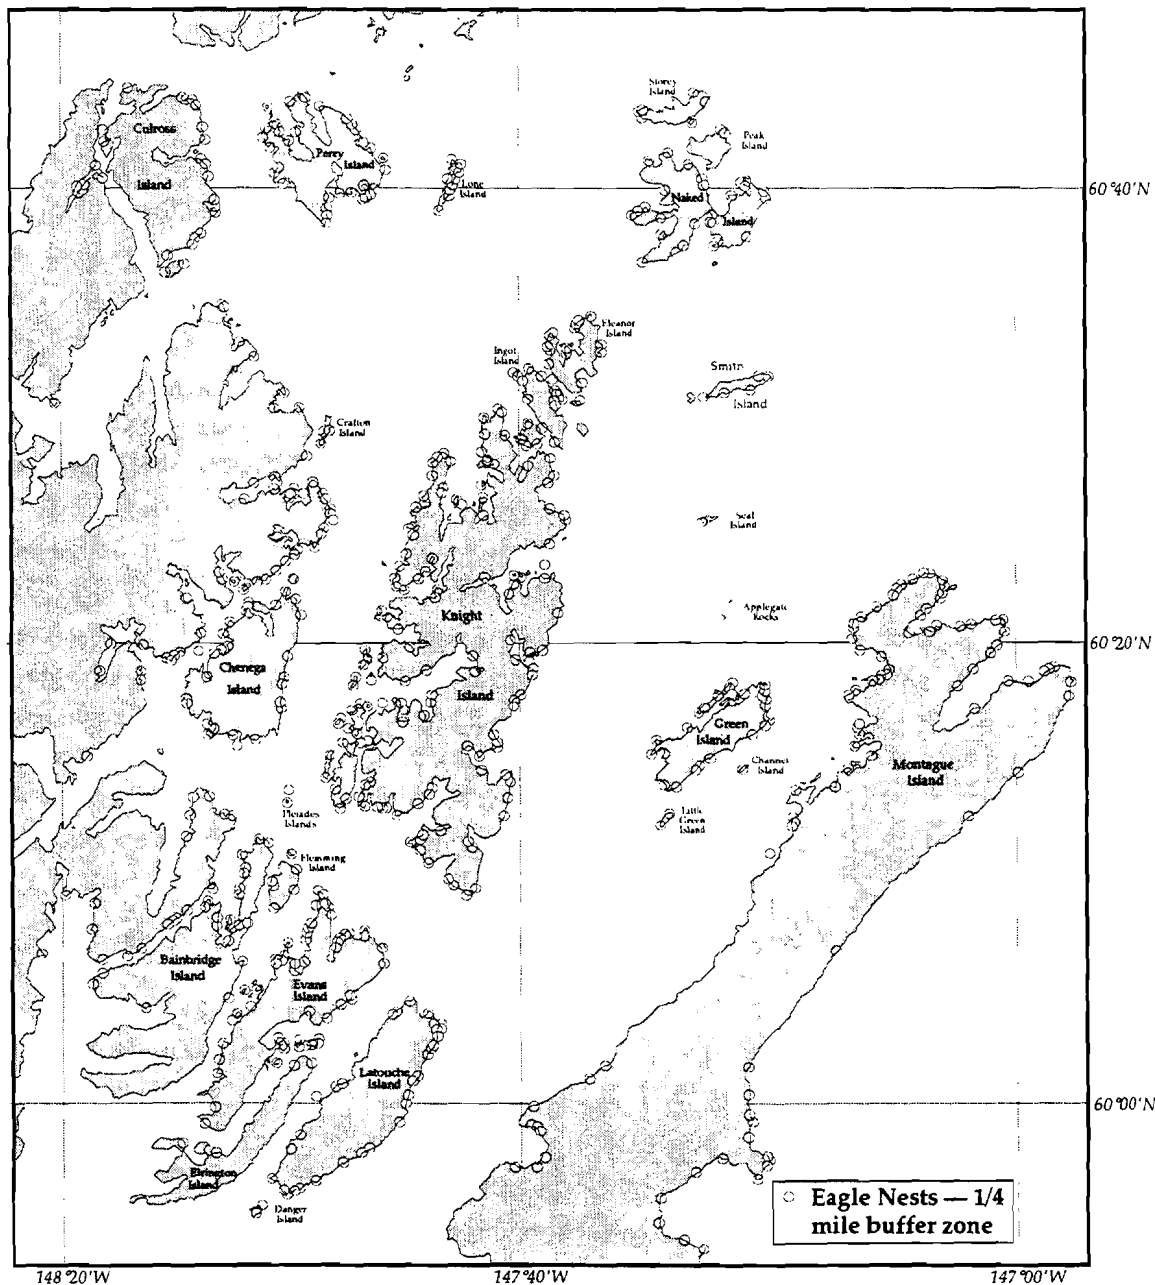 Storey
Island
Culross
Island
Peak
Island
Perry
Island
Lone
Island
60°40'N
Naked
Island
Eleanor
Island
Ingot
Island
Smith
Island
Crafton
Island
Seal
Island
Applegate
Rocks
Knight
Island
60°20'N
Chenega
Island
Green
Island
Channel
Island
Montague
Island
Little
Green
Island
Pleiades
Islands
Flemming
Island
Bainbridge
Island
Evans
Island
Latouche
Island
60°00'N
Elrington
Island
Danger
Island
Eagle Nests — 1/4
mile buffer zone
148°20'W
147°40'W
147°00'W